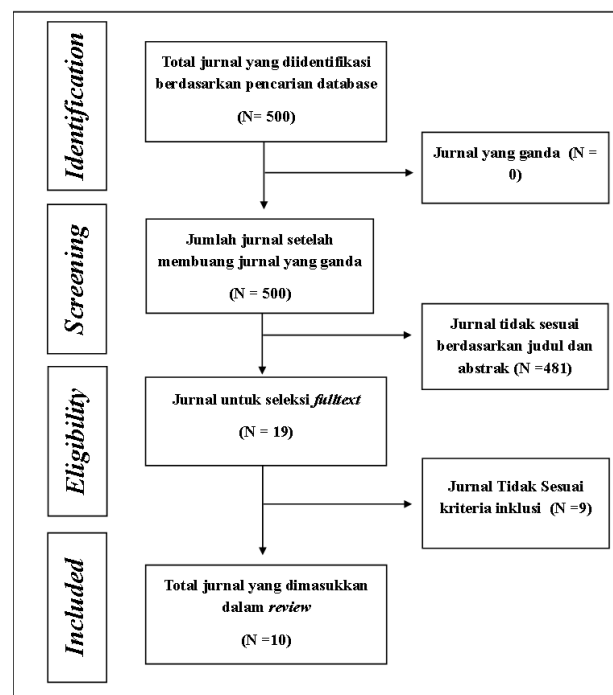 Identification
Total jurnal yang diidentifikasi
berdasarkan pencarian database
(N= 500)
Jurnal yang ganda (N =
0)
Screening
Jumlah jurnal setelah
membuang jurnal yang ganda
(N = 500)
Jurnal tidak sesuai
berdasarkan judul dan
abstrak (N =481)
Eligibility
Jurnal untuk seleksi fulltext
(N = 19)
Jurnal Tidak Sesuai
kriteria inklusi (N =9)
Included
Total jurnal yang dimasukkan
dalam review
(N =10)